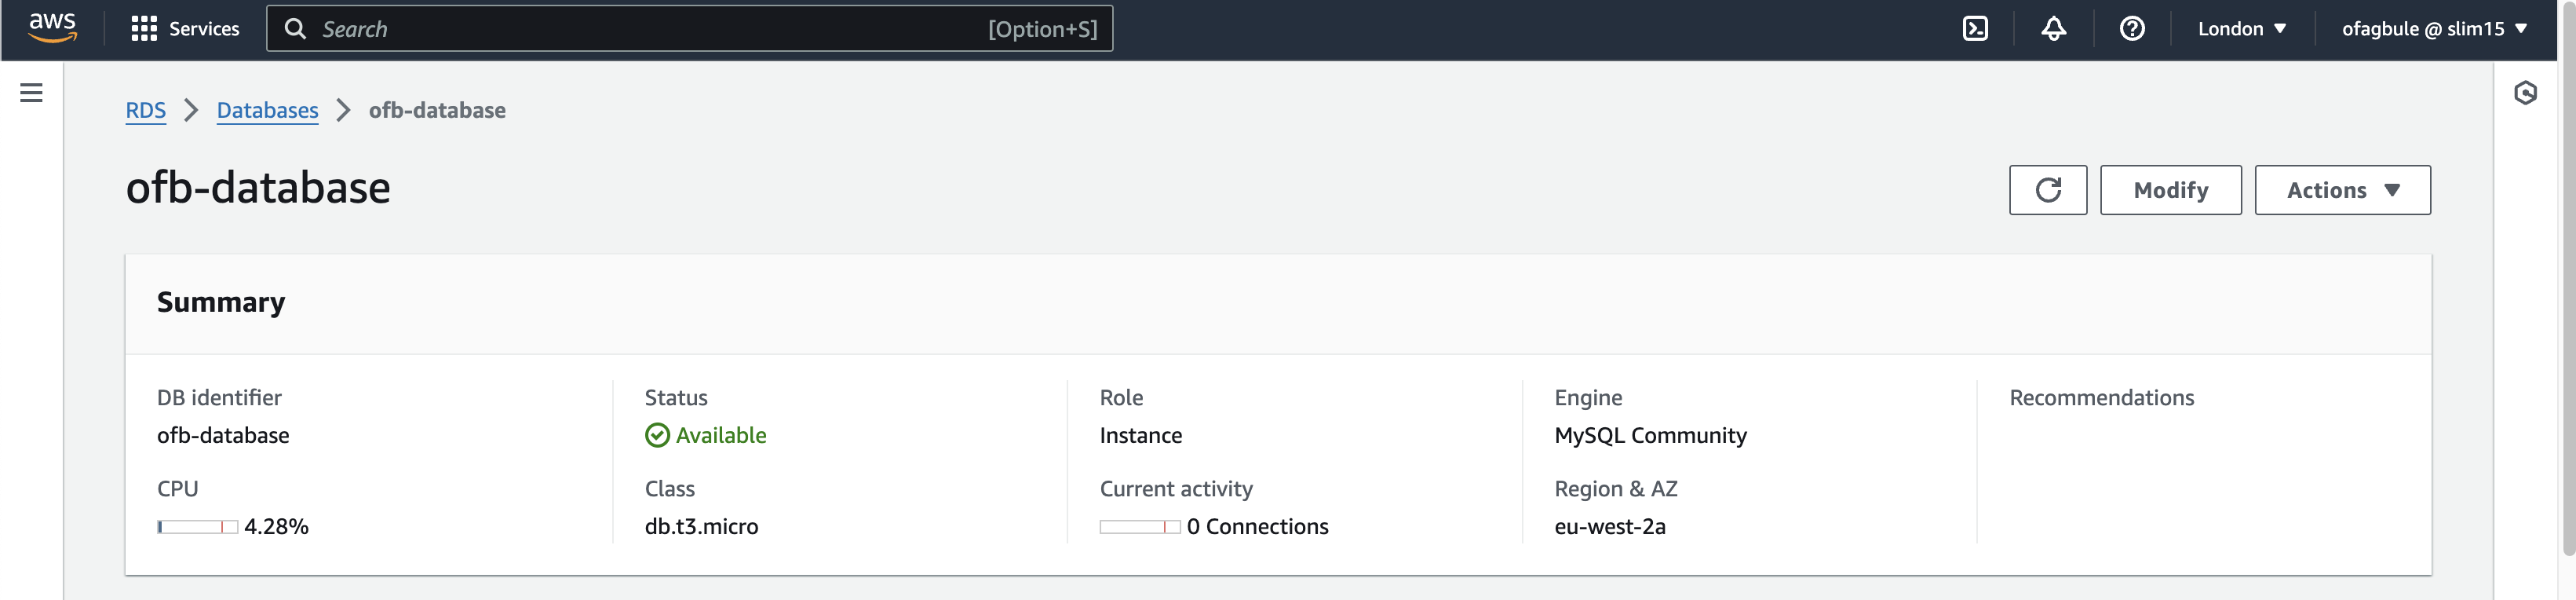 aws Services Search [Option+S] London ofagbule @ slim15
RDS Databases ofb-database
ofb-database
Modify Actions
Summary
DB identifier Status Role Engine Recommendations
ofb-database Available Instance MySQL Community
CPU Class Current activity Region & AZ
4.28% db.t3.micro 0 Connections eu-west-2a